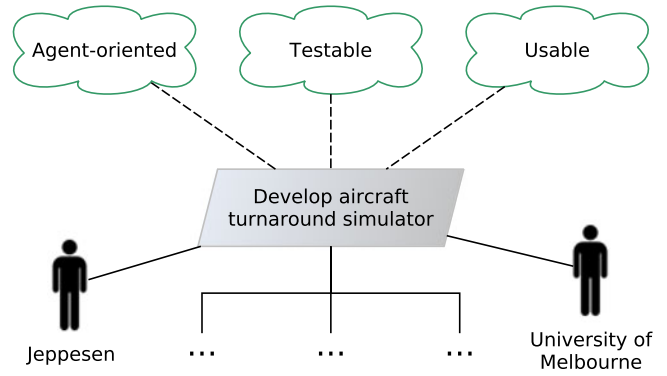 Agent-oriented
Testable
Usable
Develop aircraft
turnaround simulator
Jeppesen
...
...
...
University of
Melbourne